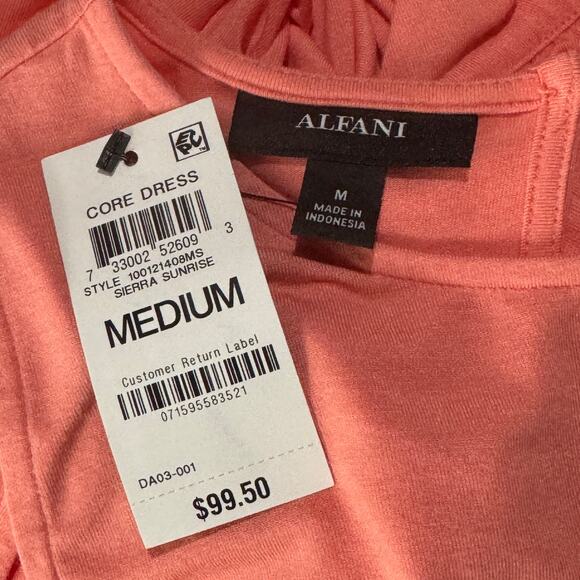 EPC™
CORE DRESS
7 33002 52609 3
STYLE 100121408MS
SIERRA SUNRISE
MEDIUM
Customer Return Label
071595583521
DA03-001
$99.50
ALFANI
M
MADE IN
INDONESIA